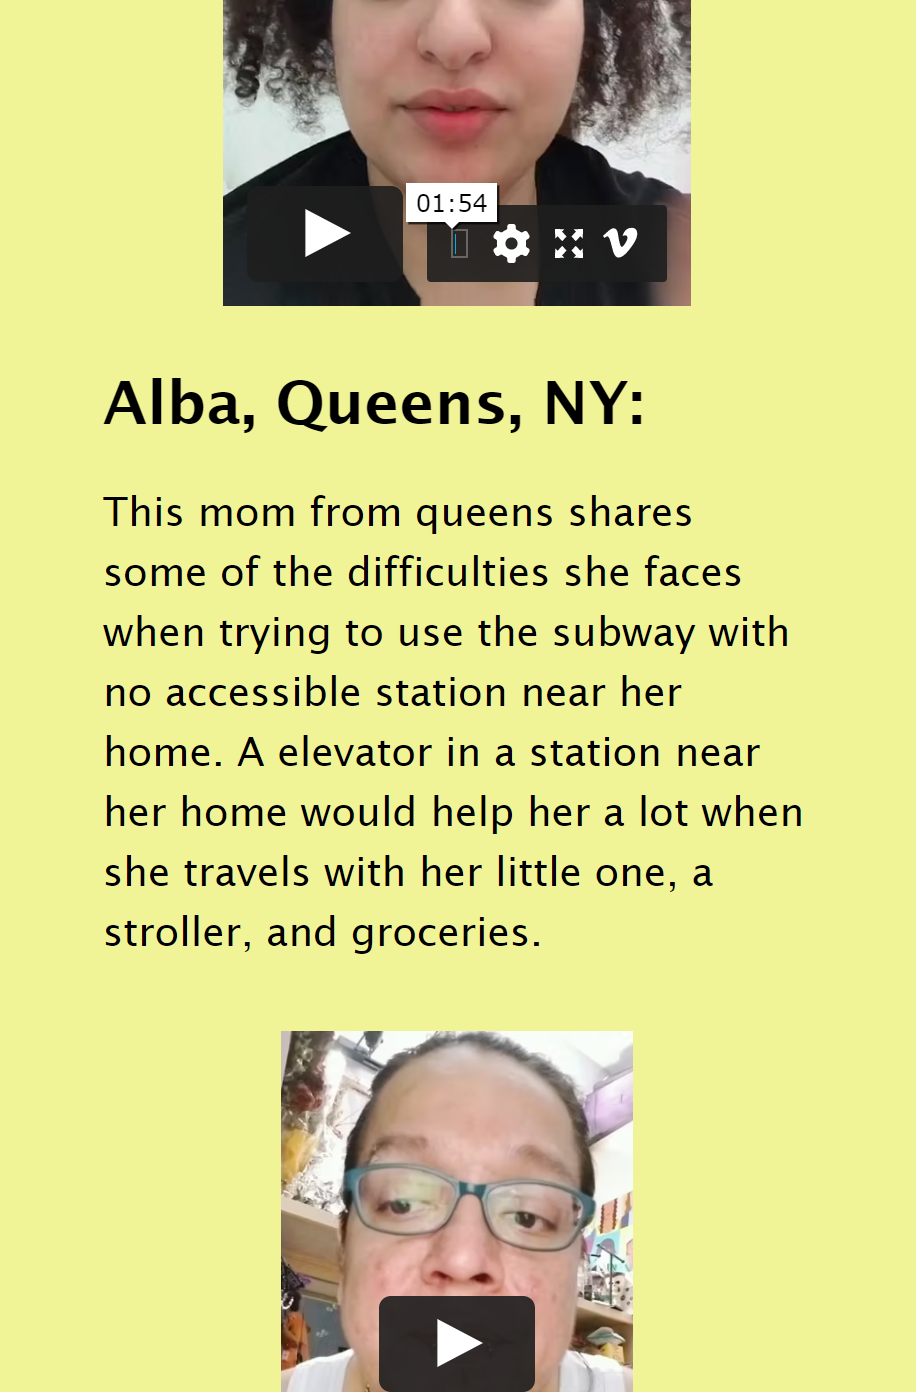 01:54
Alba, Queens, NY:
This mom from queens shares
some of the difficulties she faces
when trying to use the subway with
no accessible station near her
home. A elevator in a station near
her home would help her a lot when
she travels with her little one, a
stroller, and groceries.